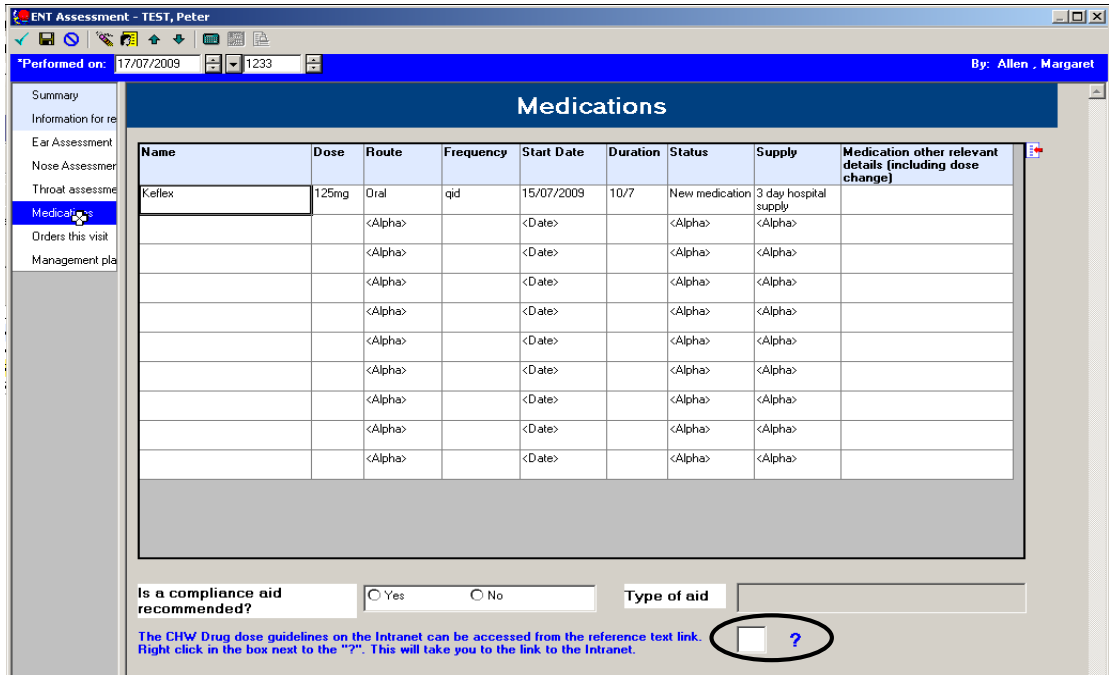 ENT Assessment - TEST, Peter
*Performed on: 17/07/2009 1233 By: Allen , Margaret
Summary
Information for re
Ear Assessment
Nose Assessmer
Throat assessme
Medications
Orders this visit
Management pla
Medications
Name Dose Route Frequency Start Date Duration Status Supply Medication other relevant
details (including dose
change)
Keflex 125mg Oral qid 15/07/2009 10/7 New medication 3 day hospital
supply
<Alpha> <Date> <Alpha> <Alpha>
<Alpha> <Date> <Alpha> <Alpha>
<Alpha> <Date> <Alpha> <Alpha>
<Alpha> <Date> <Alpha> <Alpha>
<Alpha> <Date> <Alpha> <Alpha>
<Alpha> <Date> <Alpha> <Alpha>
<Alpha> <Date> <Alpha> <Alpha>
<Alpha> <Date> <Alpha> <Alpha>
<Alpha> <Date> <Alpha> <Alpha>
Is a compliance aid
recommended?
Yes No
Type of aid
The CHW Drug dose guidelines on the Intranet can be accessed from the reference text link.
Right click in the box next to the "?". This will take you to the link to the Intranet.
?